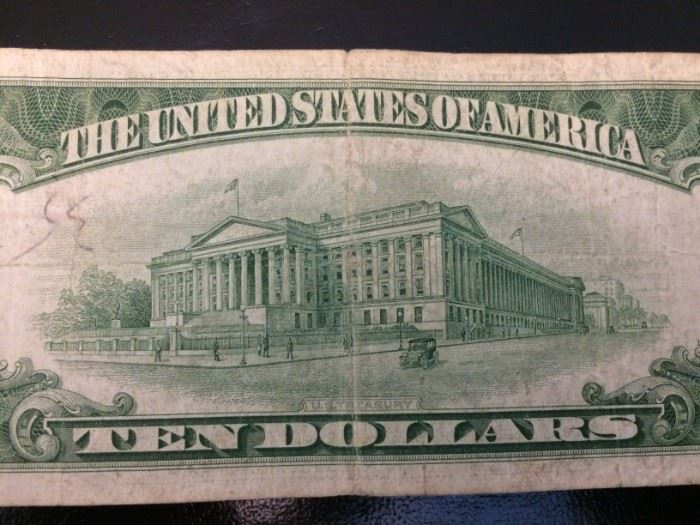 THE UNITED STATES OF AMERICA
U.S. TREASURY
TEN DOLLARS